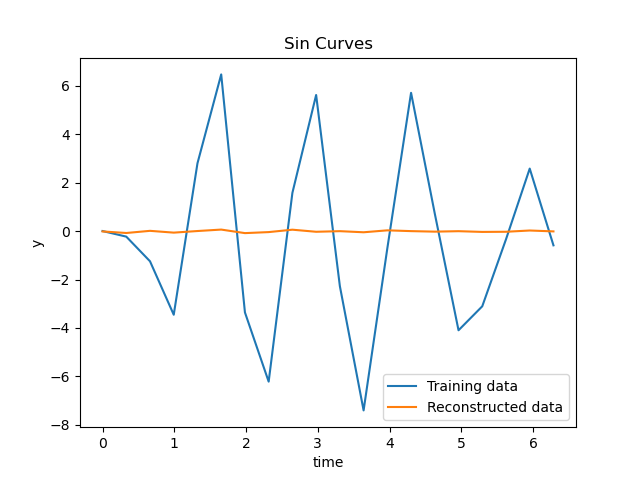 Sin Curves
6
4
2
0
−2
−4
−6
−8
y
0 1 2 3 4 5 6
time
Training data
Reconstructed data